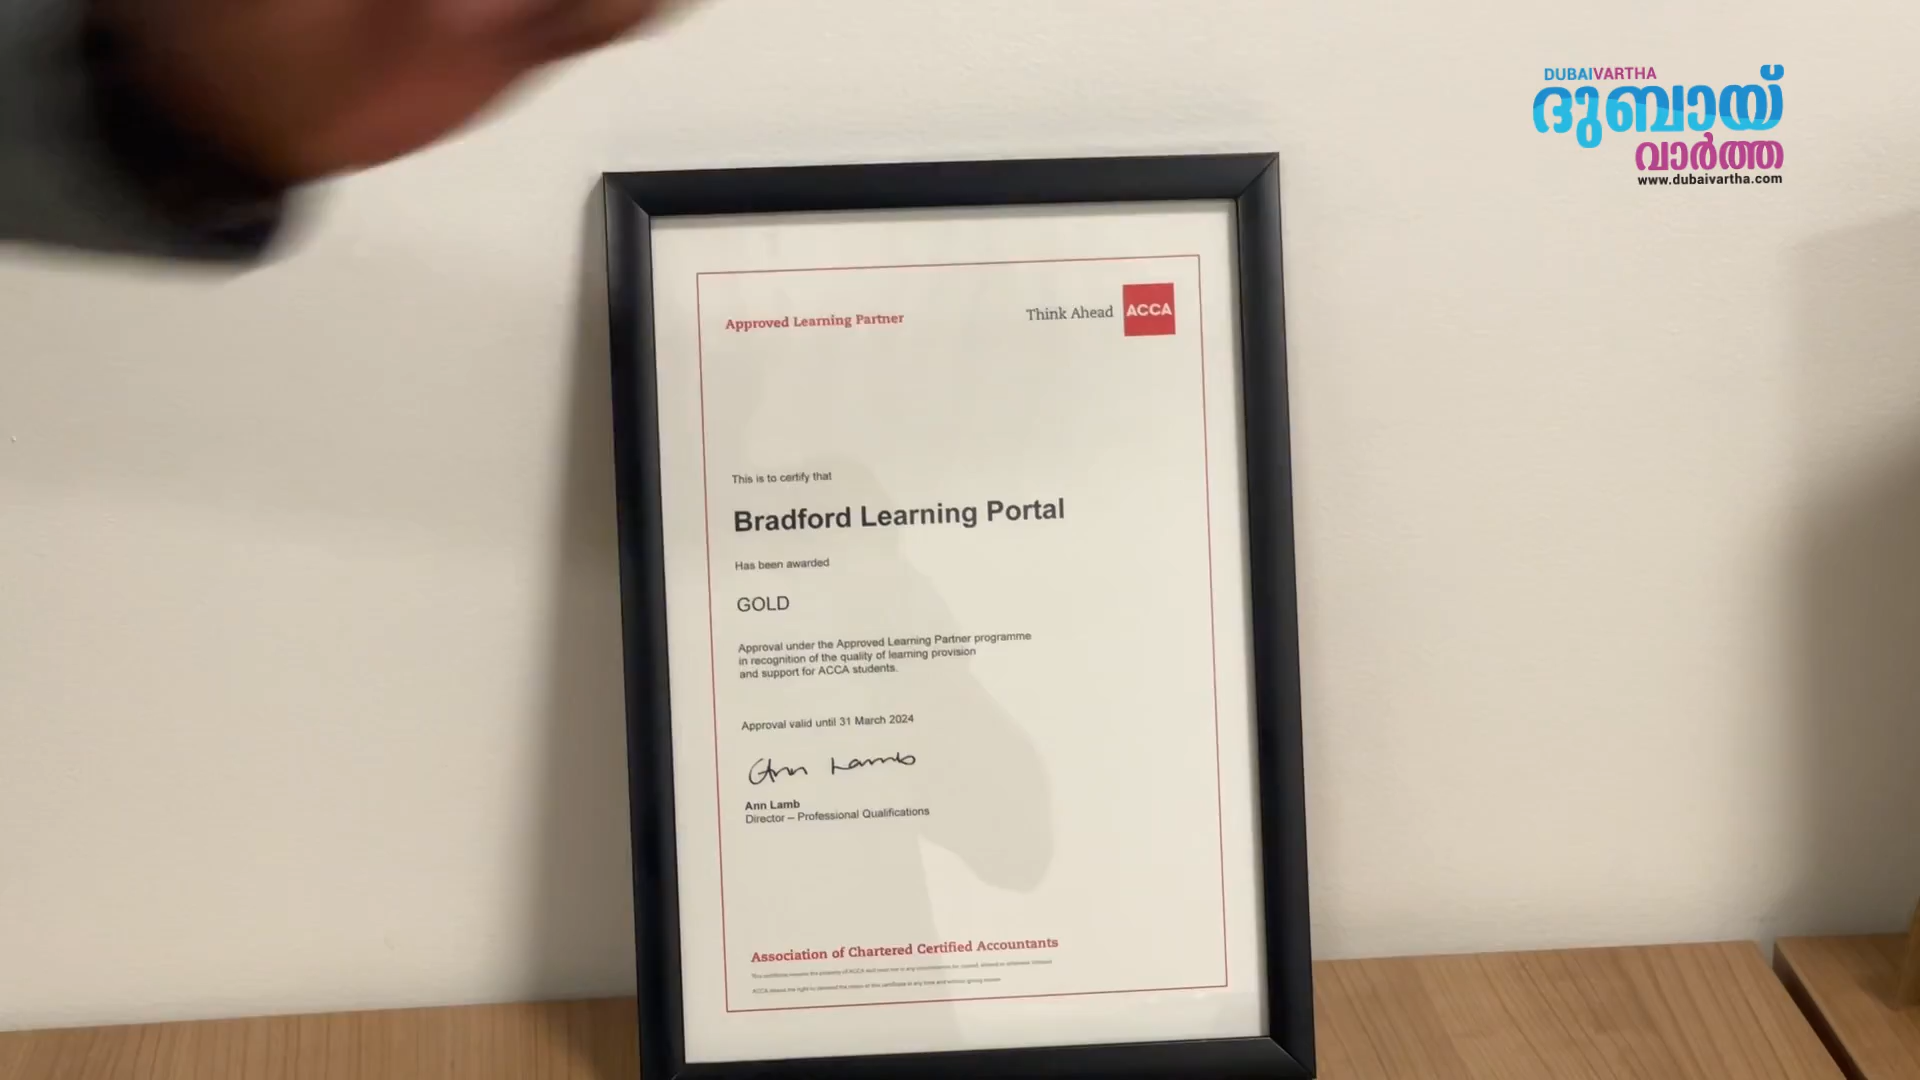 DUBAIVARTHA
ദുബായ്
വാർത്ത
www.dubaivartha.com
Approved Learning Partner
Think Ahead
ACCA
This is to certify that
Bradford Learning Portal
Has been awarded
GOLD
Approval under the Approved Learning Partner programme
in recognition of the quality of learning provision
and support for ACCA students.
Approval valid until 31 March 2024
Ann Lamb
Ann Lamb
Director – Professional Qualifications
Association of Chartered Certified Accountants